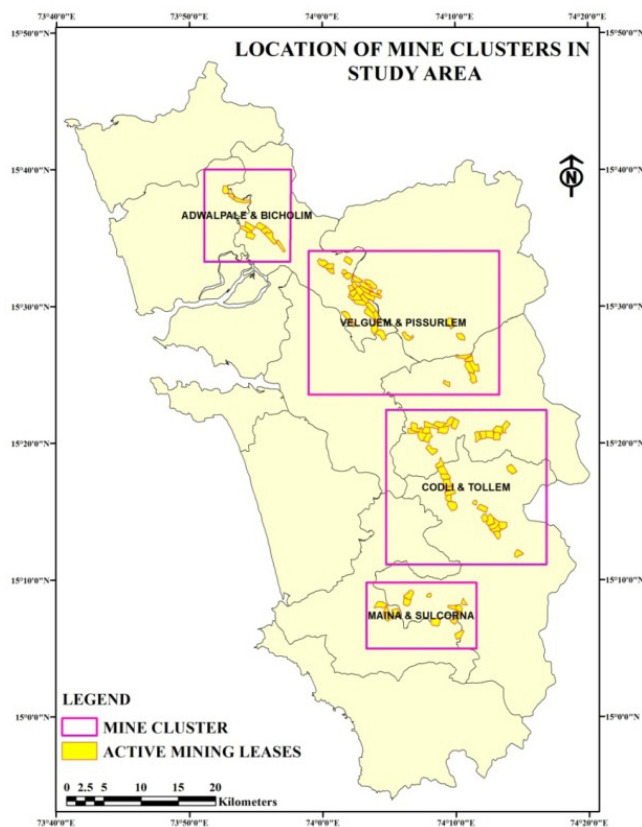 73°40'0"E 73°50'0"E 74°0'0"E 74°10'0"E 74°20'0"E
15°50'0"N 15°50'0"N
LOCATION OF MINE CLUSTERS IN
STUDY AREA
15°40'0"N 15°40'0"N
N
ADWALPALE & BICHOLIM
15°30'0"N 15°30'0"N
VELGUEM & PISSURLEM
15°20'0"N 15°20'0"N
CODLI & TOLLEM
15°10'0"N 15°10'0"N
MAINA & SULCORNA
LEGEND
15°0'0"N 15°0'0"N
MINE CLUSTER
ACTIVE MINING LEASES
0 2.5 5 10 15 20
Kilometers
73°40'0"E 73°50'0"E 74°0'0"E 74°10'0"E 74°20'0"E